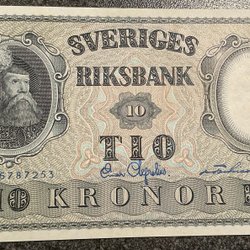 SVERIGES
RIKSBANK
10
TIO
6787253
10 KRONOR